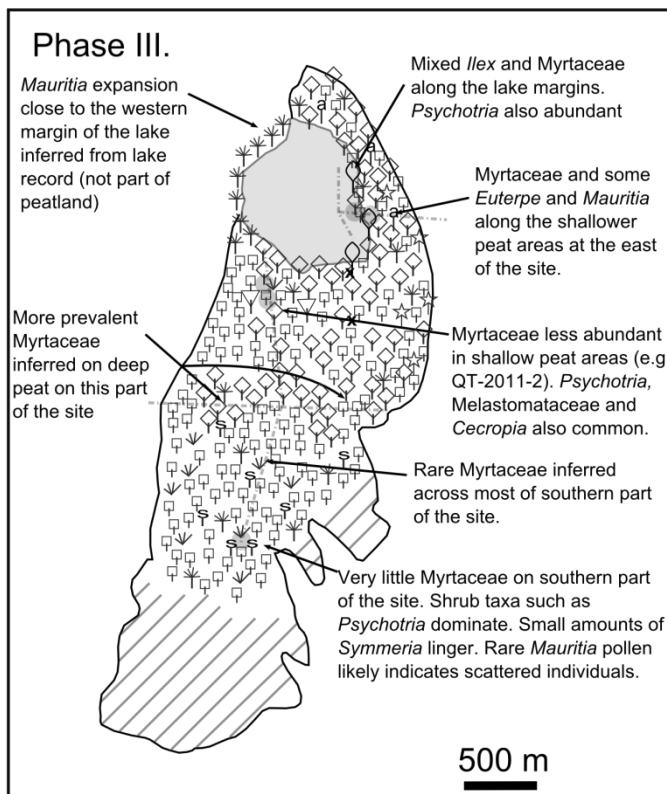 Phase III.
Mauritia expansion
close to the western
margin of the lake
inferred from lake
record (not part of
peatland)
Mixed Ilex and Myrtaceae
along the lake margins.
Psychotria also abundant
Myrtaceae and some
Euterpe and Mauritia
along the shallower
peat areas at the east
of the site.
More prevalent
Myrtaceae
inferred on deep
peat on this part
of the site
Myrtaceae less abundant
in shallow peat areas (e.g
QT-2011-2). Psychotria,
Melastomataceae and
Cecropia also common.
Rare Myrtaceae inferred
across most of southern part
of the site.
Very little Myrtaceae on southern part
of the site. Shrub taxa such as
Psychotria dominate. Small amounts of
Symmeria linger. Rare Mauritia pollen
likely indicates scattered individuals.
500 m
a
a
a
x
x
s
s
s
s
s
s